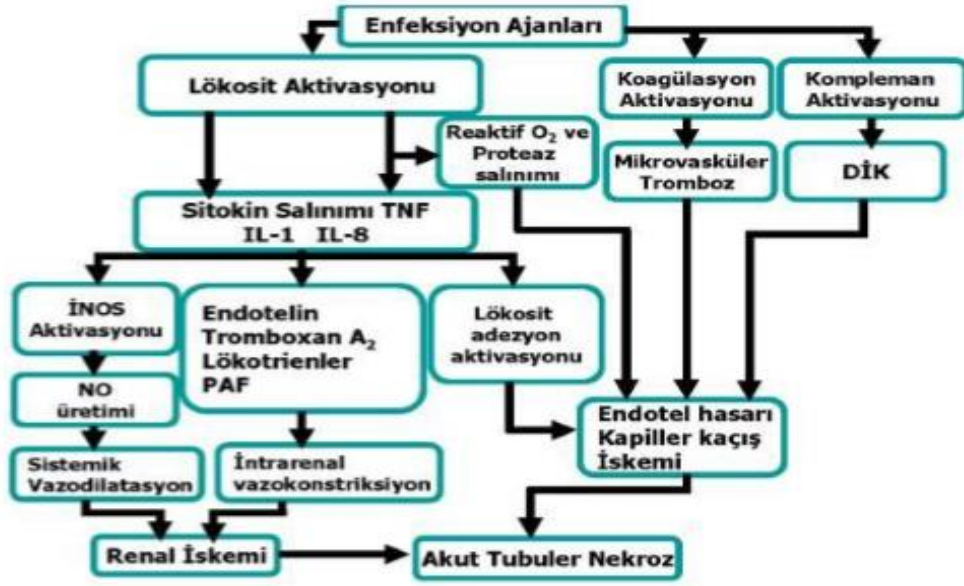 Enfeksiyon Ajanları
Lökosit Aktivasyonu
Koagülasyon
Aktivasyonu
Kompleman
Aktivasyonu
Reaktif O₂ ve
Proteaz
salınımı
Mikrovasküler
Tromboz
DİK
Sitokin Salınımı TNF
IL-1 IL-8
İNOS
Aktivasyonu
Endotelin
Tromboxan A₂
Lökotrienler
PAF
Lökosit
adezyon
aktivasyonu
NO
üretimi
Endotel hasarı
Kapiller kaçış
İskemi
Sistemik
Vazodilatasyon
İntrarenal
vazokonstriksiyon
Renal İskemi
Akut Tubuler Nekroz